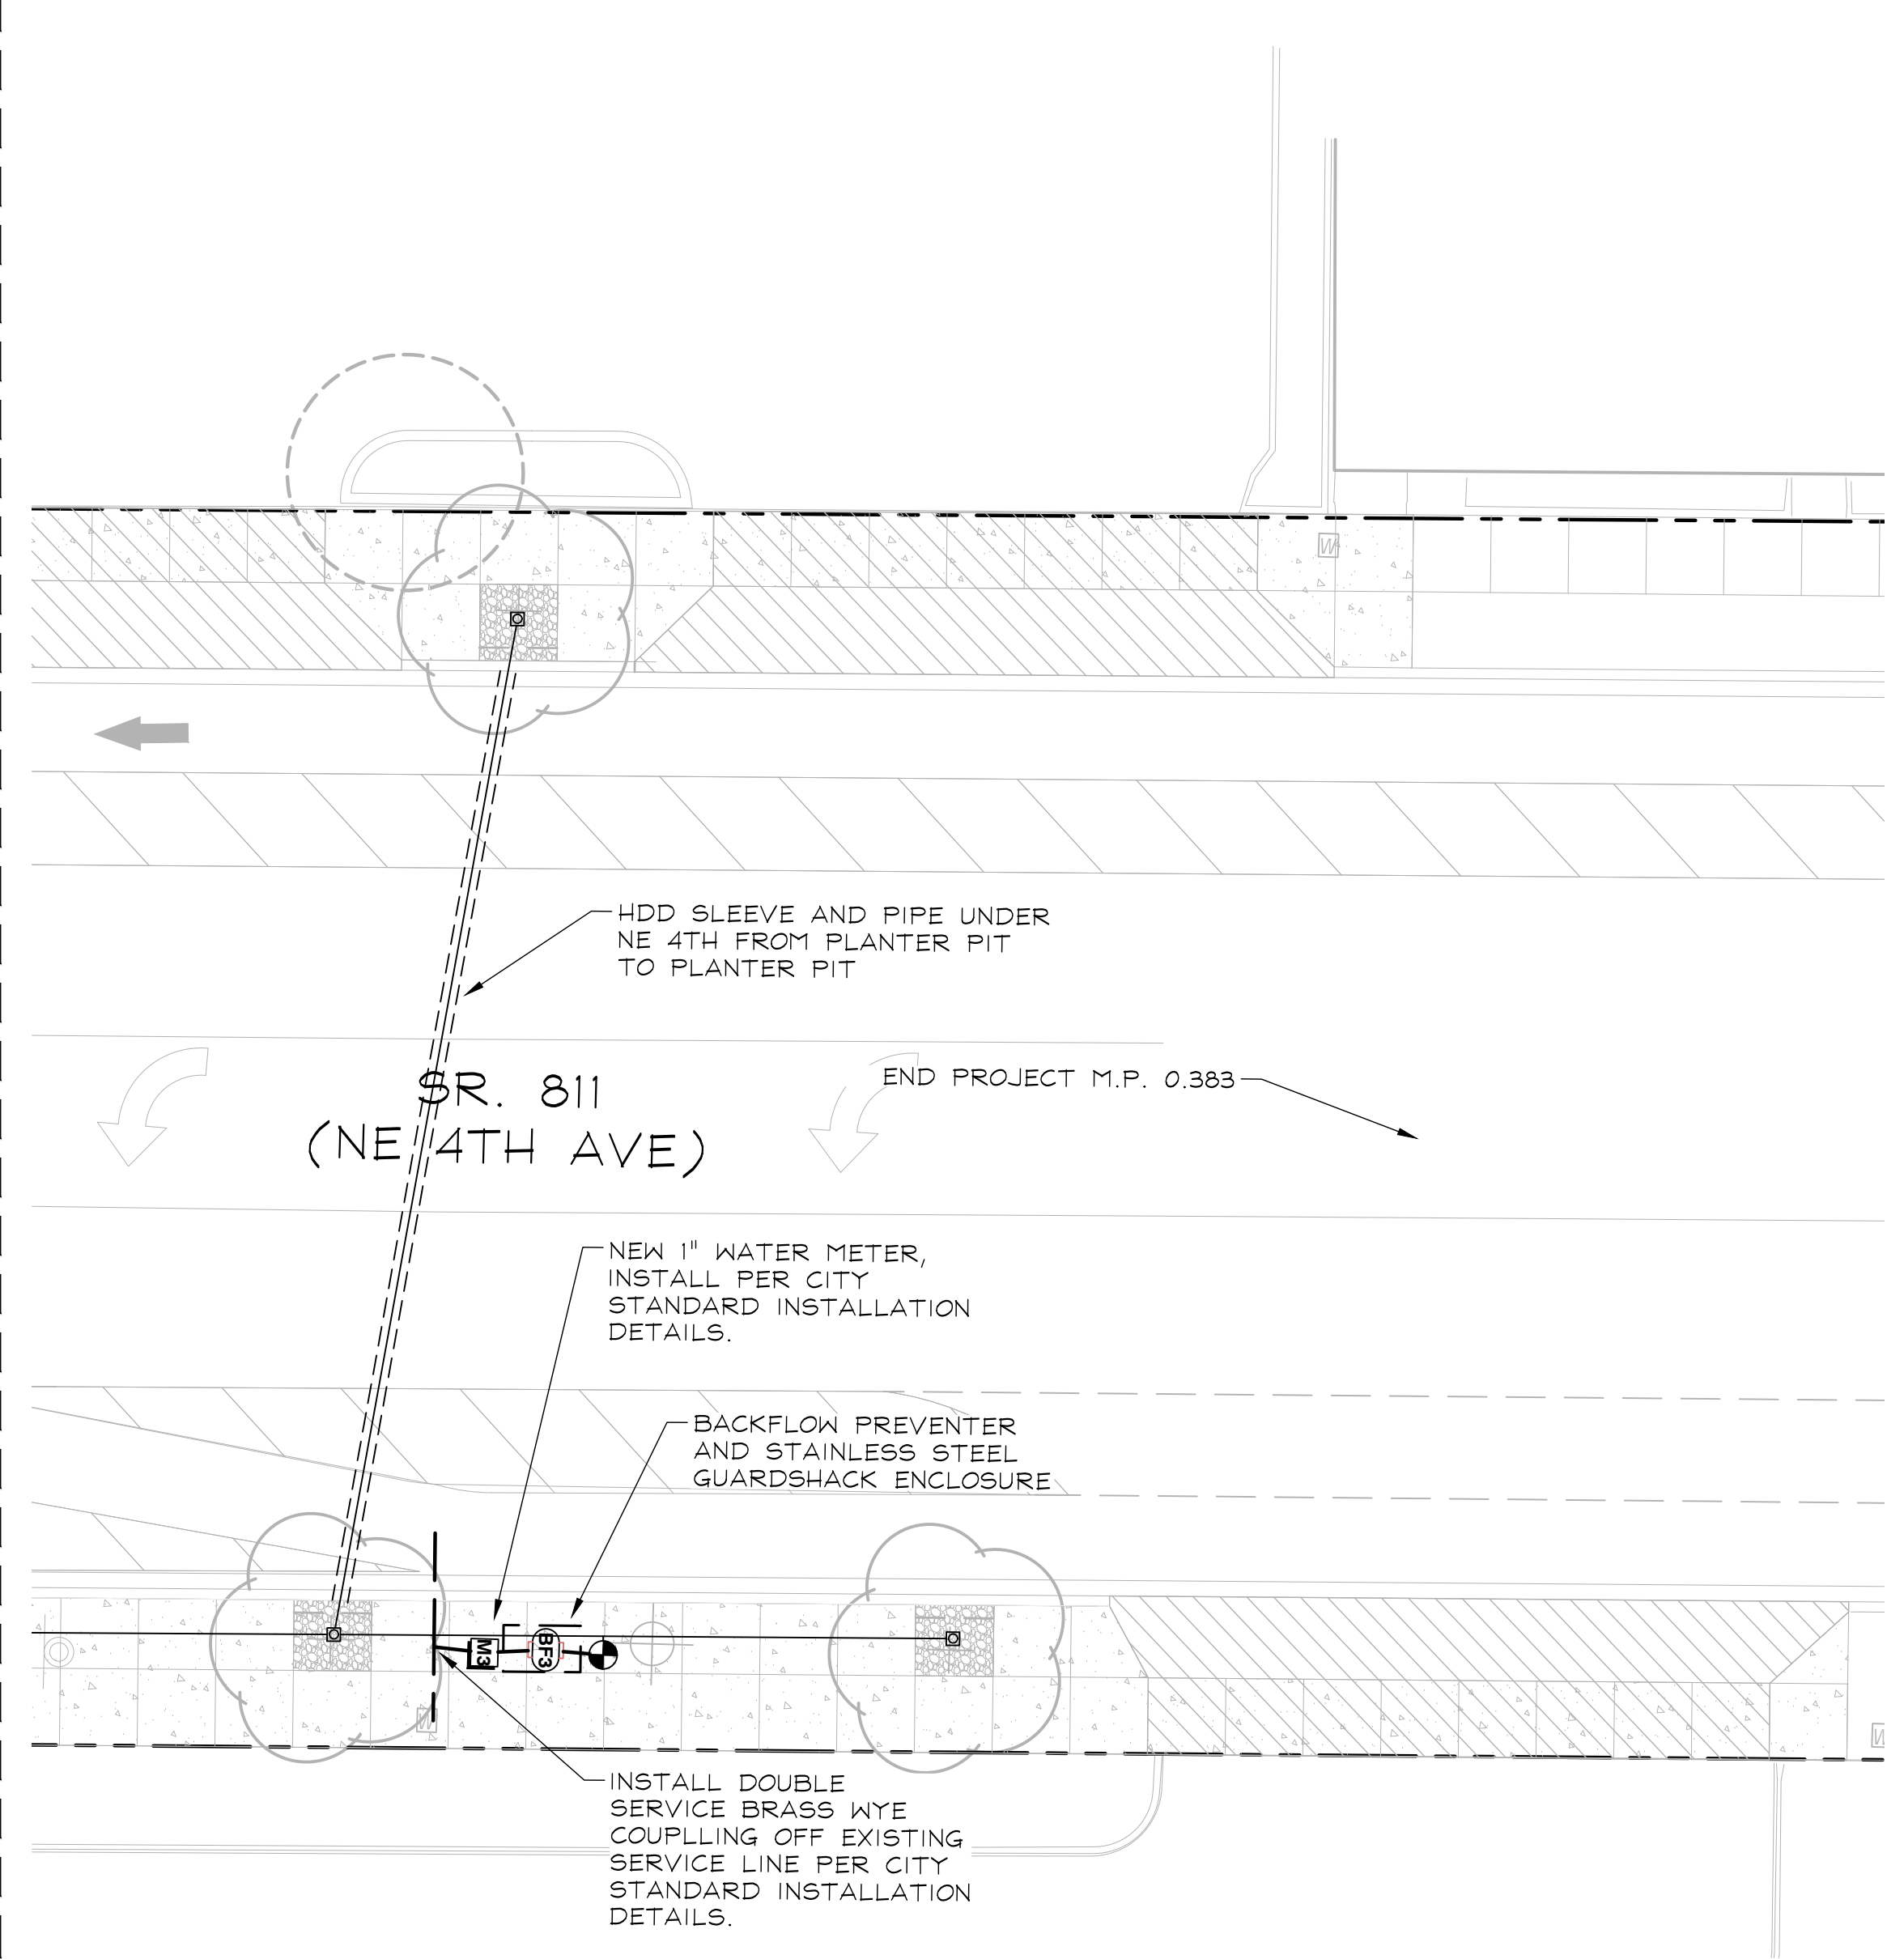 HDD SLEEVE AND PIPE UNDER
NE 4TH FROM PLANTER PIT
TO PLANTER PIT
SR. 811
(NE 4TH AVE)
END PROJECT M.P. 0.383
NEW 1" WATER METER,
INSTALL PER CITY
STANDARD INSTALLATION
DETAILS.
BACKFLOW PREVENTER
AND STAINLESS STEEL
GUARDSHACK ENCLOSURE
M3
BF3
W
W
W
INSTALL DOUBLE
SERVICE BRASS WYE
COUPLLING OFF EXISTING
SERVICE LINE PER CITY
STANDARD INSTALLATION
DETAILS.